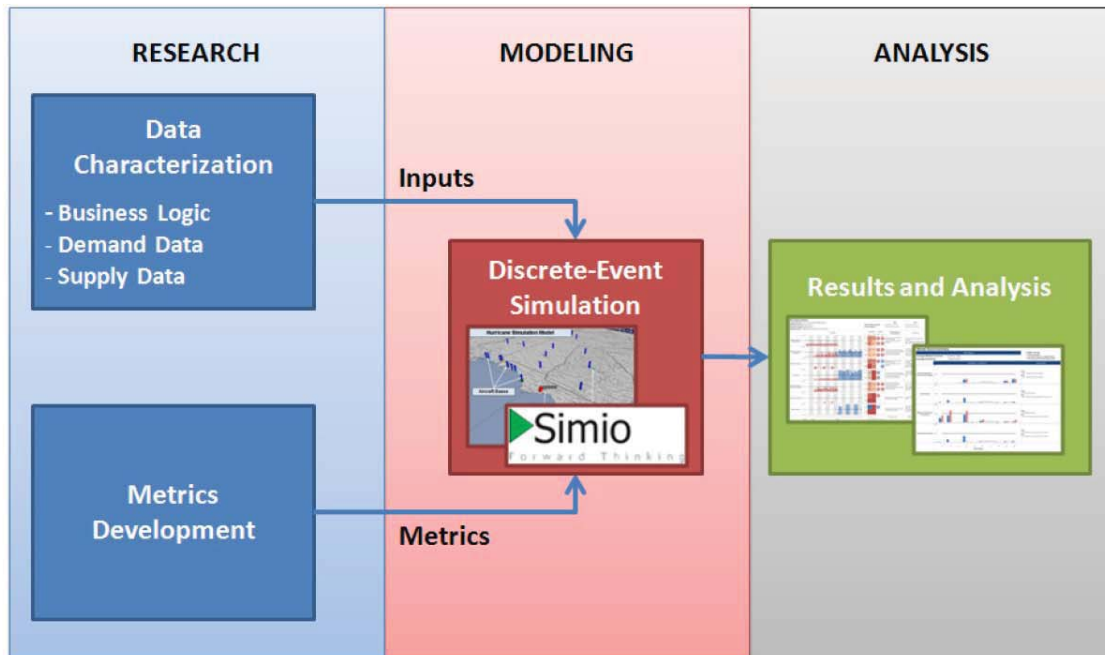 RESEARCH
MODELING
ANALYSIS
Data
Characterization
- Business Logic
- Demand Data
- Supply Data
Inputs
Discrete-Event
Simulation
Hurricane Simulation Model
Simio
Forward Thinking
Results and Analysis
Metrics
Development
Metrics